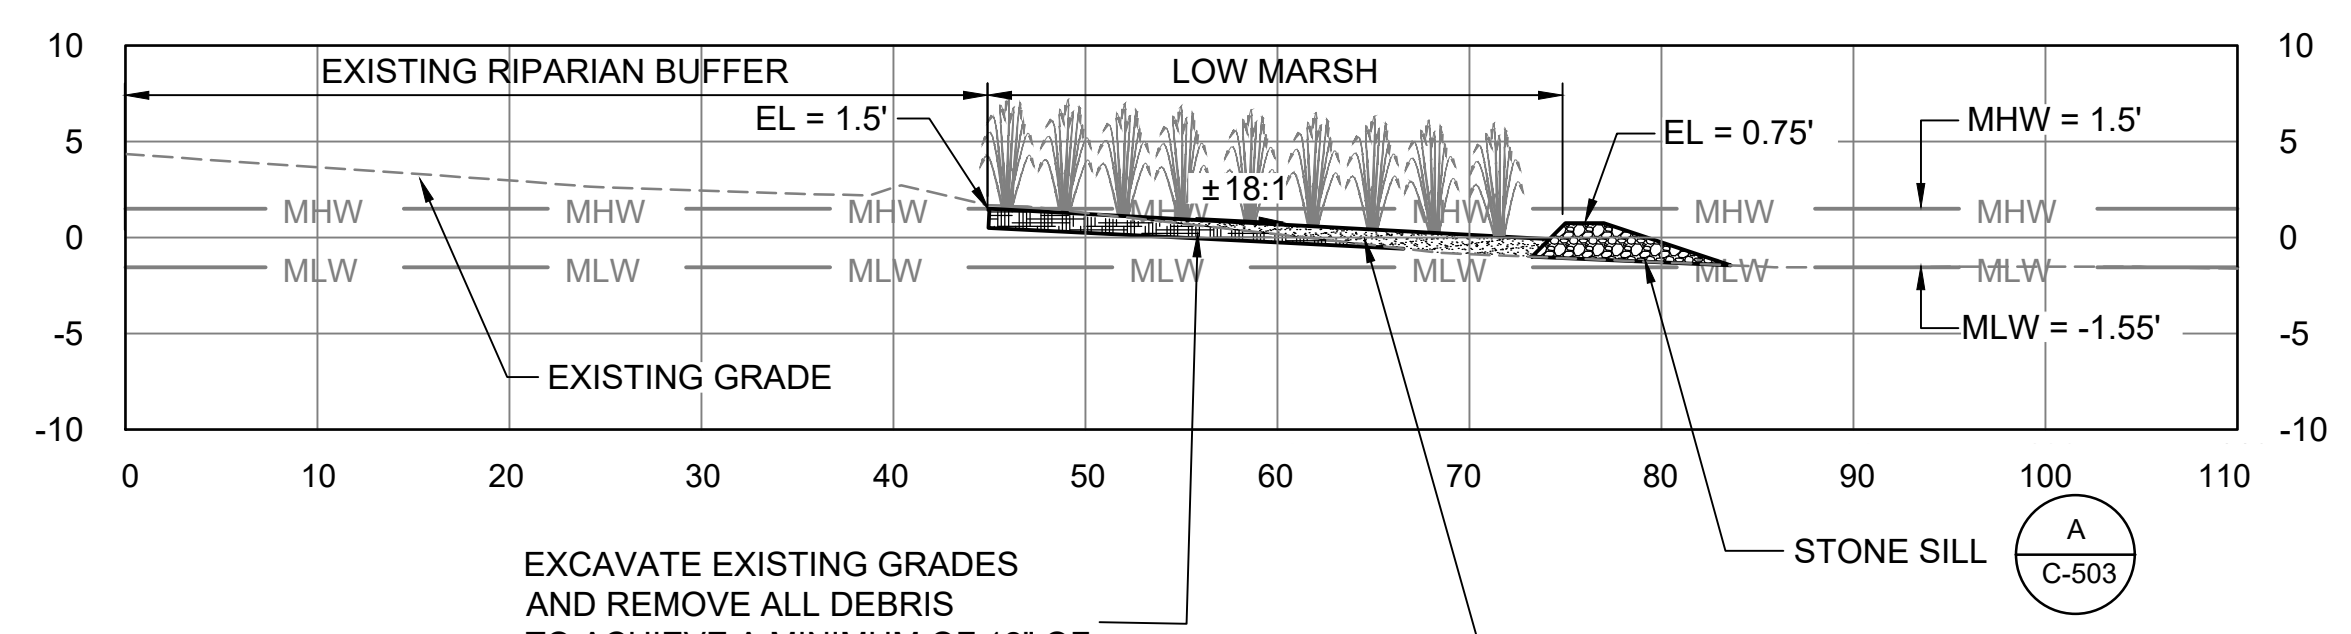 10 10
EXISTING RIPARIAN BUFFER LOW MARSH
EL = 1.5' EL = 0.75' MHW = 1.5'
5 5
±18:1
MHW MHW MHW MHW MHW MHW MHW
0 0
MLW MLW MLW MLW MLW MLW MLW
-5 MLW = -1.55' -5
EXISTING GRADE
-10 -10
0 10 20 30 40 50 60 70 80 90 100 110
A
STONE SILL
C-503
EXCAVATE EXISTING GRADES
AND REMOVE ALL DEBRIS